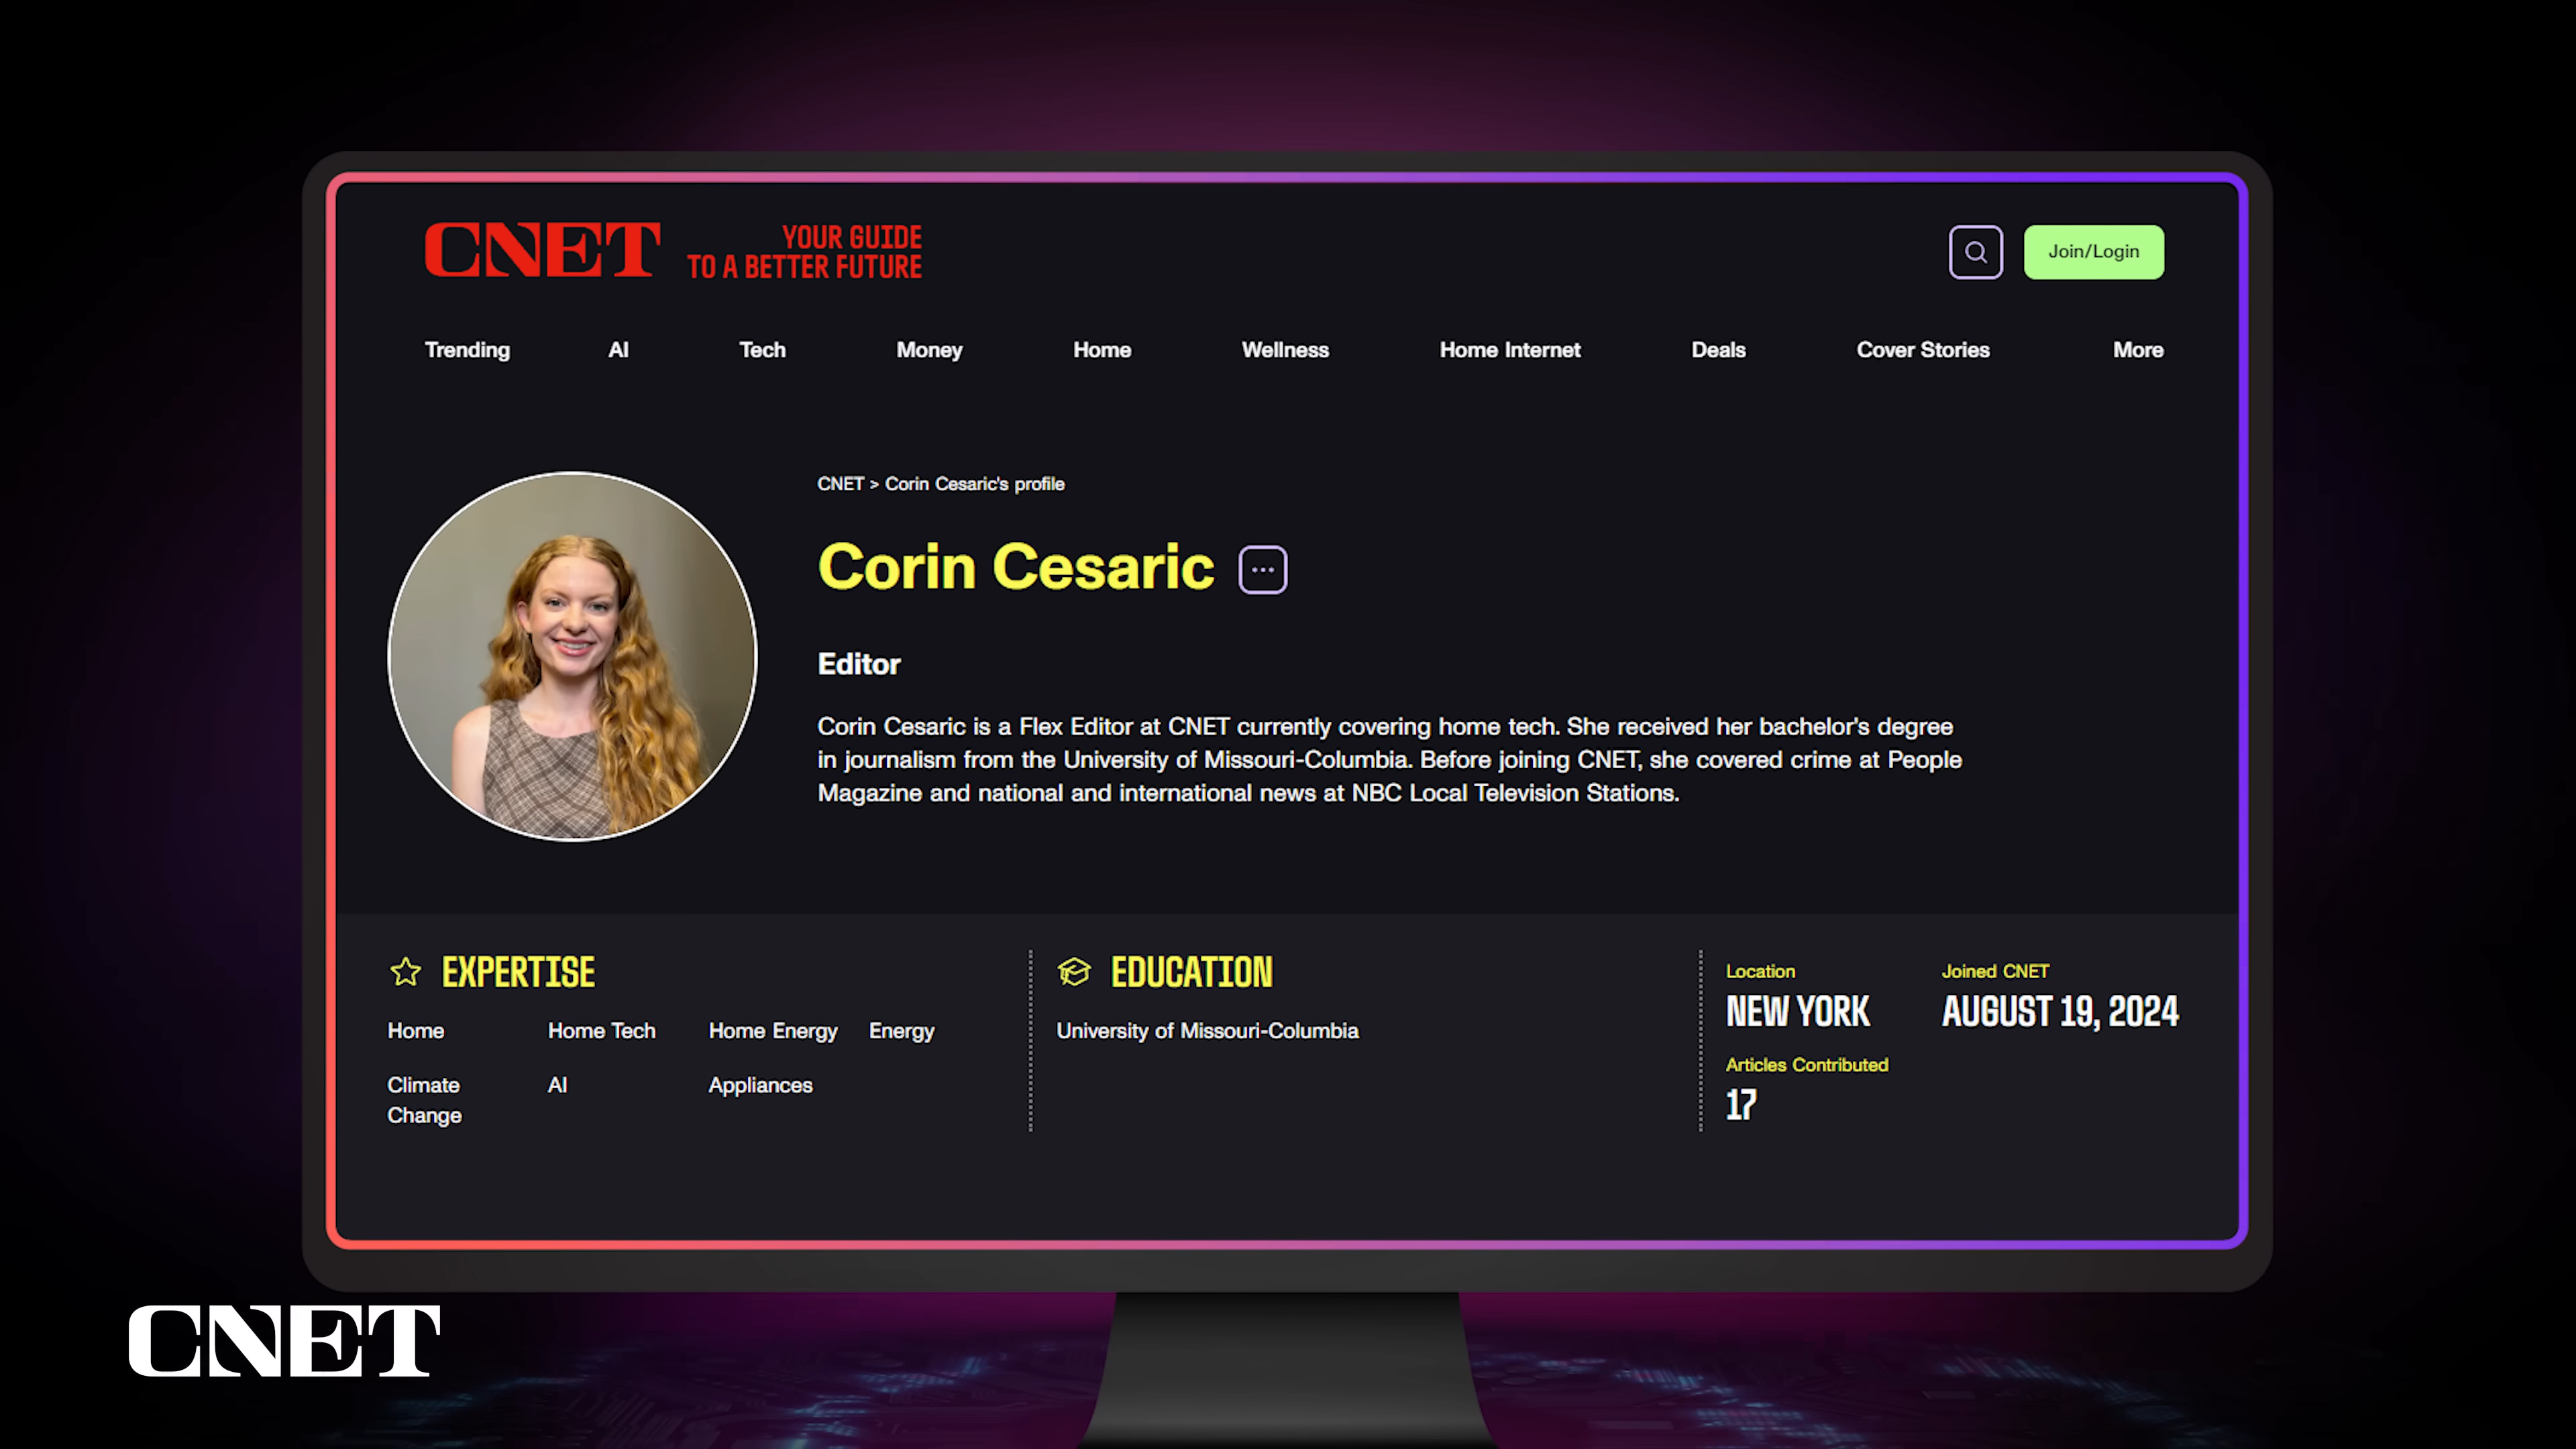 CNET
YOUR GUIDE
TO A BETTER FUTURE
Join/Login
Trending AI Tech Money Home Wellness Home Internet Deals Cover Stories More
CNET > Corin Cesaric's profile
Corin Cesaric
Editor
Corin Cesaric is a Flex Editor at CNET currently covering home tech. She received her bachelor's degree
in journalism from the University of Missouri-Columbia. Before joining CNET, she covered crime at People
Magazine and national and international news at NBC Local Television Stations.
EXPERTISE
Home Home Tech Home Energy Energy
Climate
Change
AI
Appliances
EDUCATION
University of Missouri-Columbia
Location
NEW YORK
Joined CNET
AUGUST 19, 2024
Articles Contributed
17
CNET